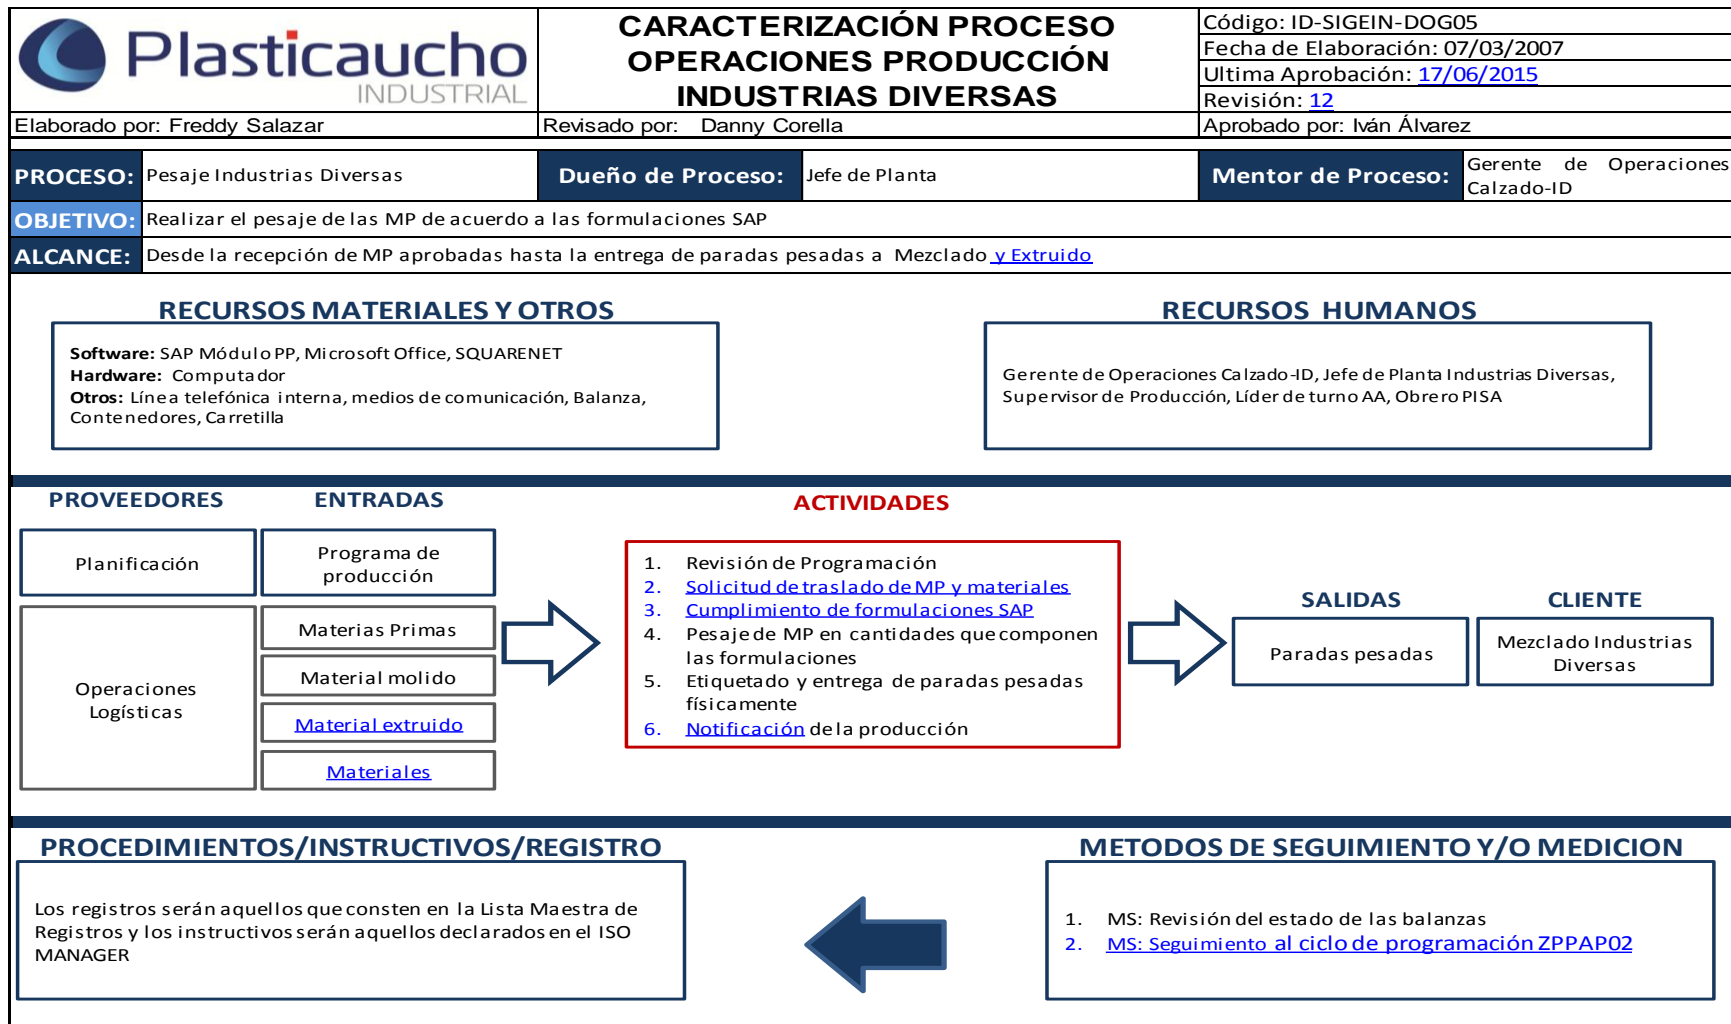 Plasticaucho
INDUSTRIAL
CARACTERIZACIÓN PROCESO
OPERACIONES PRODUCCIÓN
INDUSTRIAS DIVERSAS
Código: ID-SIGEIN-DOG05
Fecha de Elaboración: 07/03/2007
Ultima Aprobación: 17/06/2015
Revisión: 12
Elaborado por: Freddy Salazar
Revisado por: Danny Corella
Aprobado por: Iván Álvarez
PROCESO: Pesaje Industrias Diversas
Dueño de Proceso: Jefe de Planta
Mentor de Proceso: Gerente de Operaciones
Calzado-ID
OBJETIVO: Realizar el pesaje de las MP de acuerdo a las formulaciones SAP
ALCANCE: Desde la recepción de MP aprobadas hasta la entrega de paradas pesadas a Mezclado y Extruido
RECURSOS MATERIALES Y OTROS
Software: SAP Módulo PP, Microsoft Office, SQUARENET
Hardware: Computador
Otros: Línea telefónica interna, medios de comunicación, Balanza,
Contenedores, Carretilla
RECURSOS HUMANOS
Gerente de Operaciones Calzado-ID, Jefe de Planta Industrias Diversas,
Supervisor de Producción, Líder de turno AA, Obrero PISA
PROVEEDORES
ENTRADAS
ACTIVIDADES
Planificación
Programa de
producción
Operaciones
Logísticas
Materias Primas
Material molido
Material extruido
Materiales
1. Revisión de Programación
2. Solicitud de traslado de MP y materiales
3. Cumplimiento de formulaciones SAP
4. Pesaje de MP en cantidades que componen
las formulaciones
5. Etiquetado y entrega de paradas pesadas
físicamente
6. Notificación de la producción
SALIDAS
CLIENTE
Paradas pesadas
Mezclado Industrias
Diversas
PROCEDIMIENTOS/INSTRUCTIVOS/REGISTRO
Los registros serán aquellos que consten en la Lista Maestra de
Registros y los instructivos serán aquellos declarados en el ISO
MANAGER
METODOS DE SEGUIMIENTO Y/O MEDICION
1. MS: Revisión del estado de las balanzas
2. MS: Seguimiento al ciclo de programación ZPPAP02